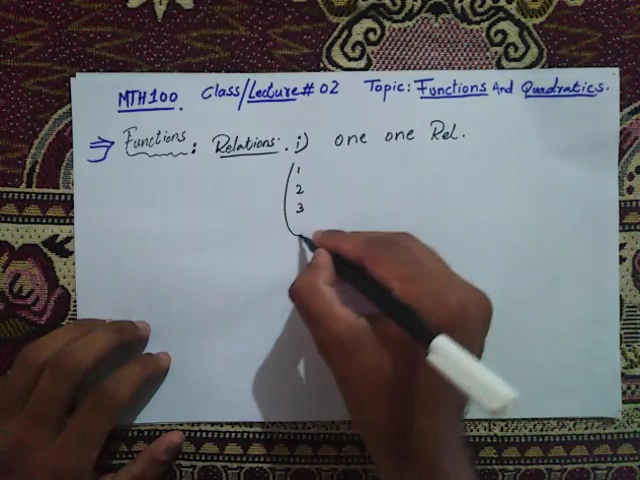 MTH100 Class/Lecture # 02 Topic: Functions And Quadratics.
⇒ Functions: Relations: i) one one Rel.
1
2
3